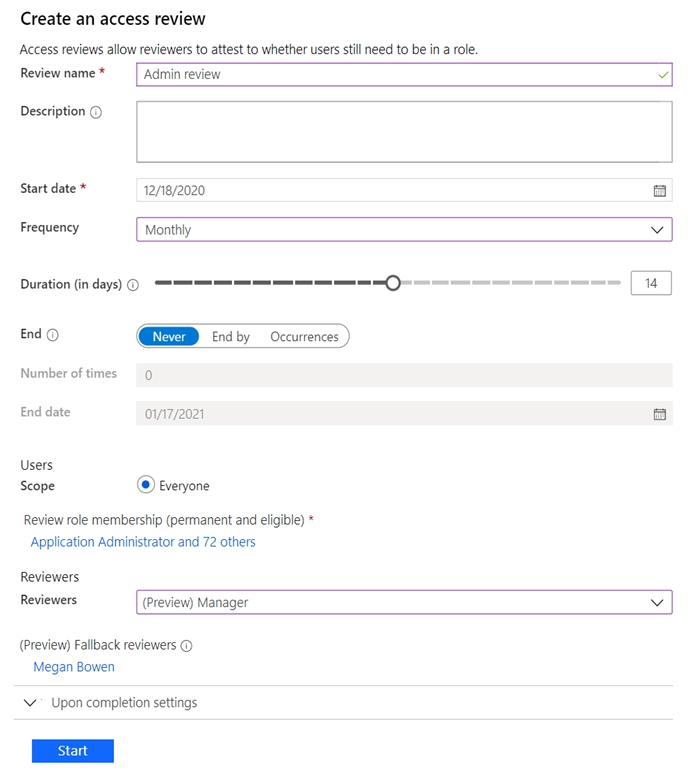 Create an access review
Access reviews allow reviewers to attest to whether users still need to be in a role.
Review name * Admin review
Description
Start date * 12/18/2020
Frequency Monthly
Duration (in days) 14
End Never End by Occurrences
Number of times 0
End date 01/17/2021
Users
Scope Everyone
Review role membership (permanent and eligible) *
Application Administrator and 72 others
Reviewers
Reviewers (Preview) Manager
(Preview) Fallback reviewers
Megan Bowen
Upon completion settings
Start